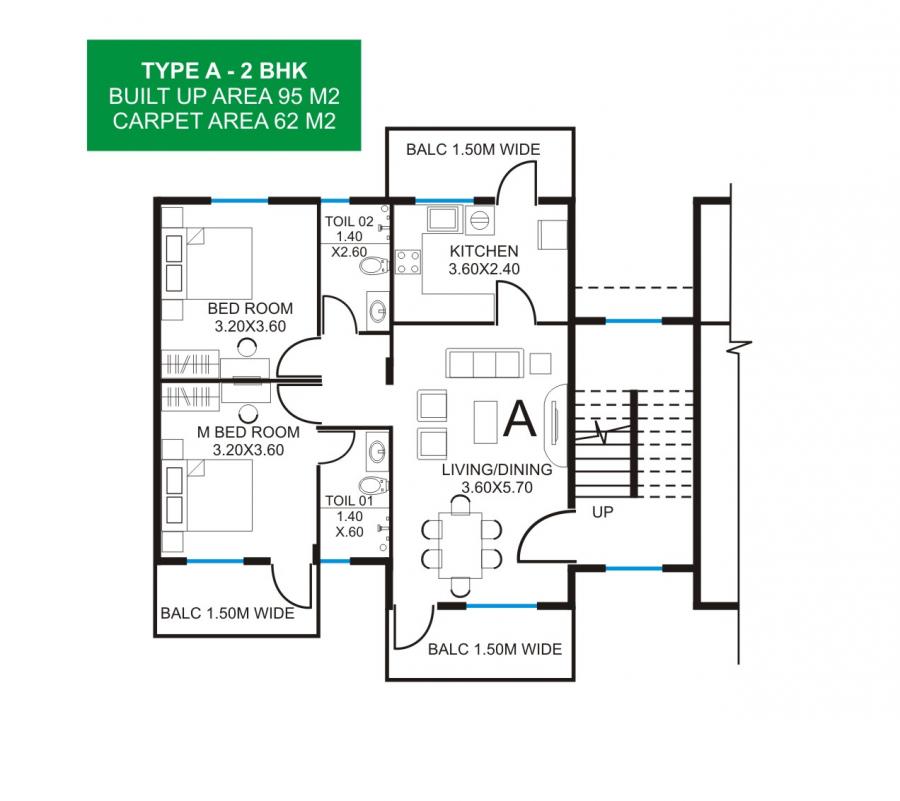 TYPE A - 2 BHK
BUILT UP AREA 95 M2
CARPET AREA 62 M2
BALC 1.50M WIDE
TOIL 02
1.40
X2.60
KITCHEN
3.60X2.40
BED ROOM
3.20X3.60
A
M BED ROOM
3.20X3.60
LIVING/DINING
3.60X5.70
TOIL 01
1.40
X.60
UP
BALC 1.50M WIDE
BALC 1.50M WIDE